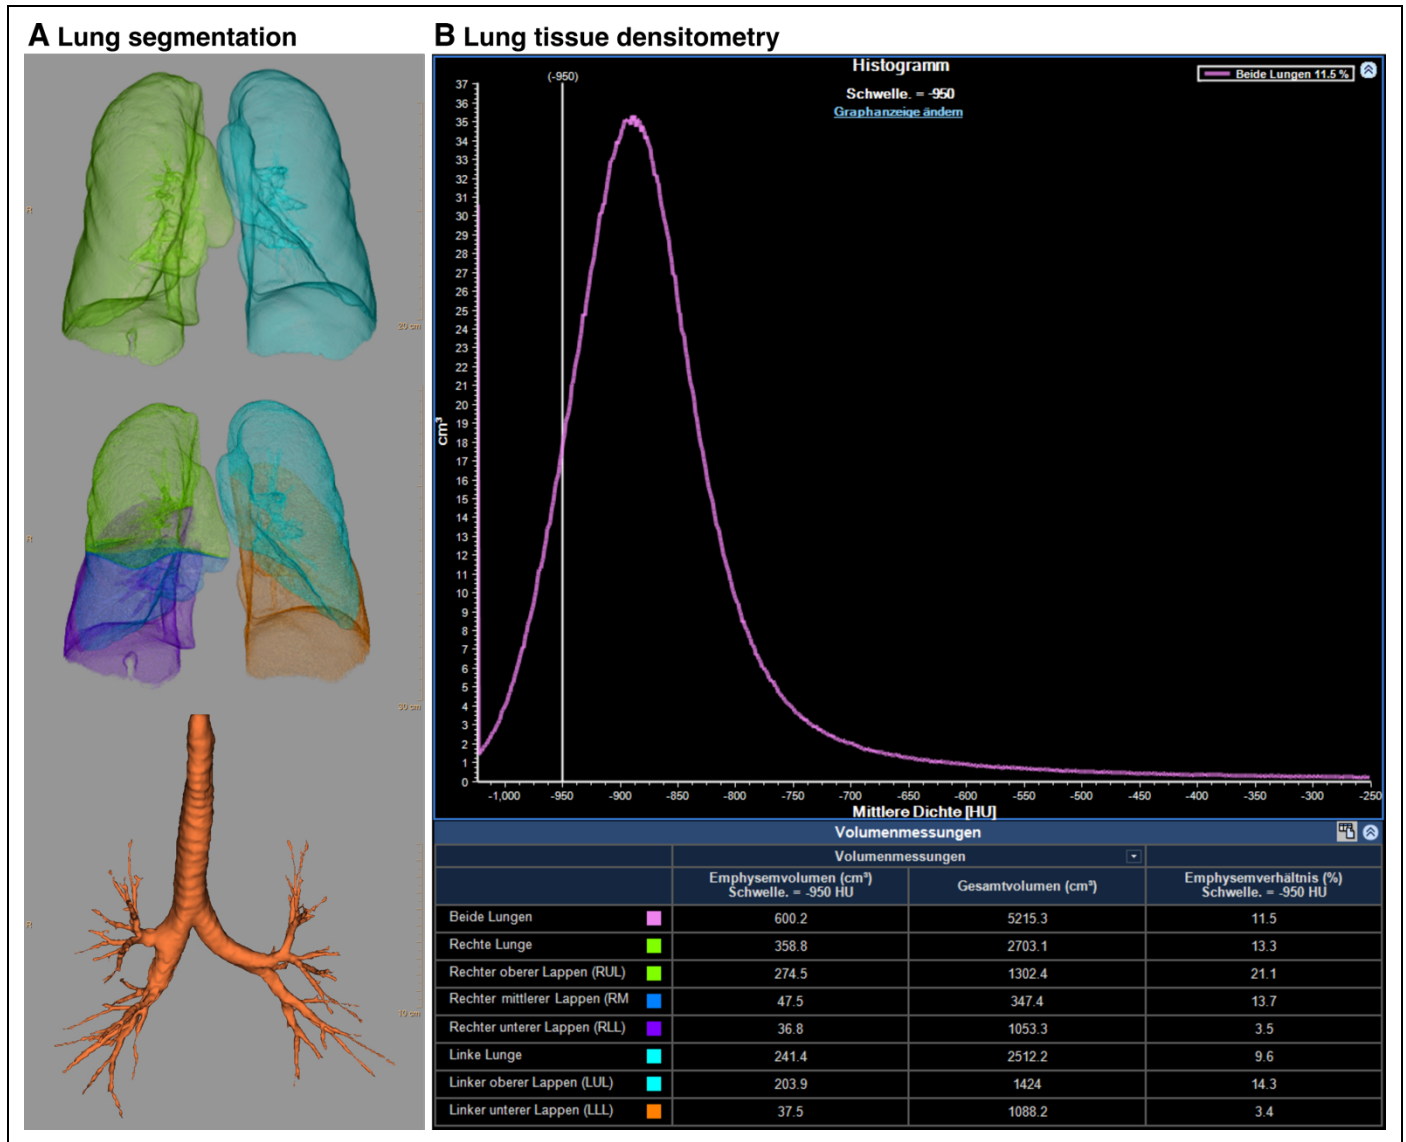 A Lung segmentation
R
20 cm
R
30 cm
R
10 cm
B Lung tissue densitometry
Histogramm
Schwelle. = -950
Graphanzeige ändern
Beide Lungen 11.5 %
(-950)
37
36
35
34
33
32
31
30
29
28
27
26
25
24
23
22
21
20
19
18
17
16
15
14
13
12
11
10
9
8
7
6
5
4
3
2
1
0
cm³
-1,000 -950 -900 -850 -800 -750 -700 -650 -600 -550 -500 -450 -400 -350 -300 -250
Mittlere Dichte [HU]
Volumenmessungen
Volumenmessungen
Emphysemvolumen (cm³) Gesamtvolumen (cm³) Emphysemverhältnis (%)
Schwelle. = -950 HU Schwelle. = -950 HU
Beide Lungen 600.2 5215.3 11.5
Rechte Lunge 358.8 2703.1 13.3
Rechter oberer Lappen (RUL) 274.5 1302.4 21.1
Rechter mittlerer Lappen (RM 47.5 347.4 13.7
Rechter unterer Lappen (RLL) 36.8 1053.3 3.5
Linke Lunge 241.4 2512.2 9.6
Linker oberer Lappen (LUL) 203.9 1424 14.3
Linker unterer Lappen (LLL) 37.5 1088.2 3.4